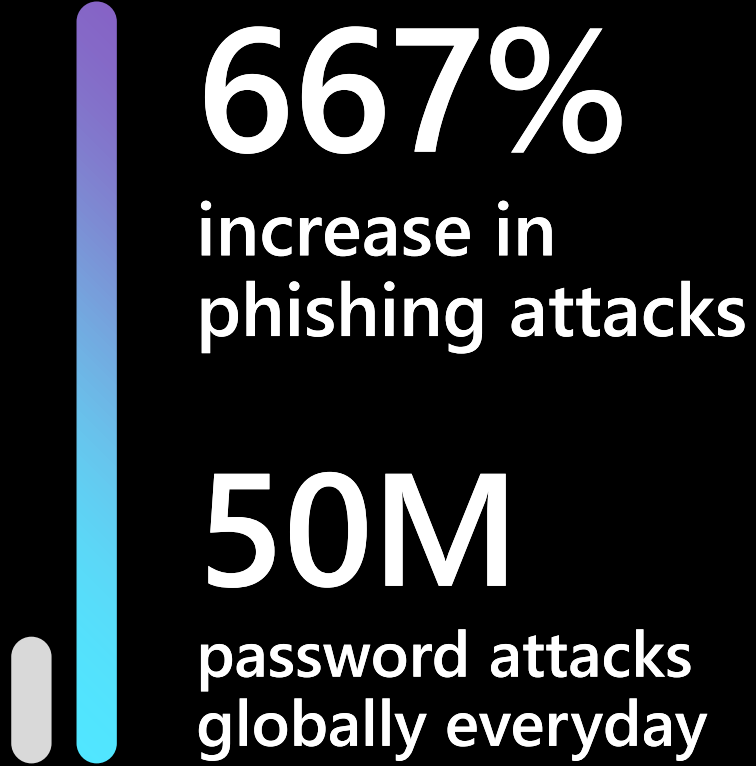 667%
increase in
phishing attacks
50M
password attacks
globally everyday